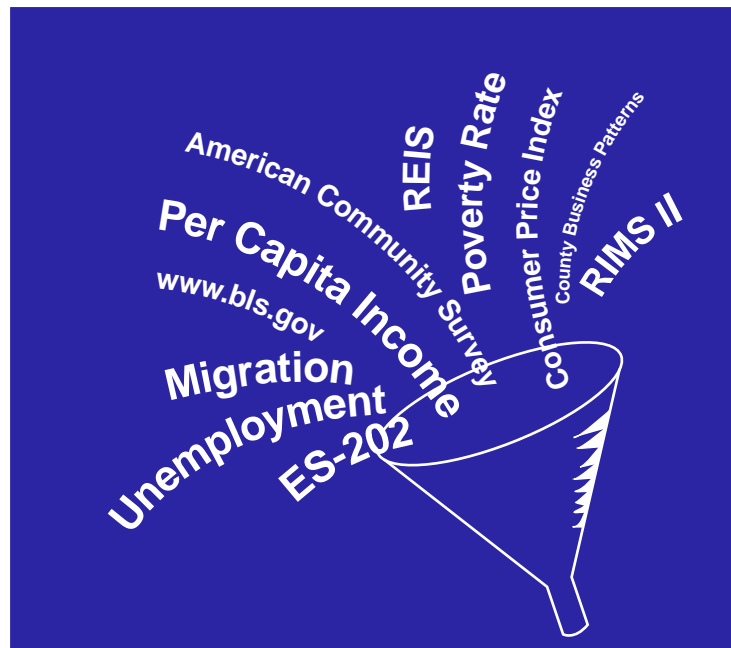 American Community Survey
REIS
Poverty Rate
Consumer Price Index
County Business Patterns
RIMS II
Per Capita Income
www.bls.gov
Migration
Unemployment
ES-202